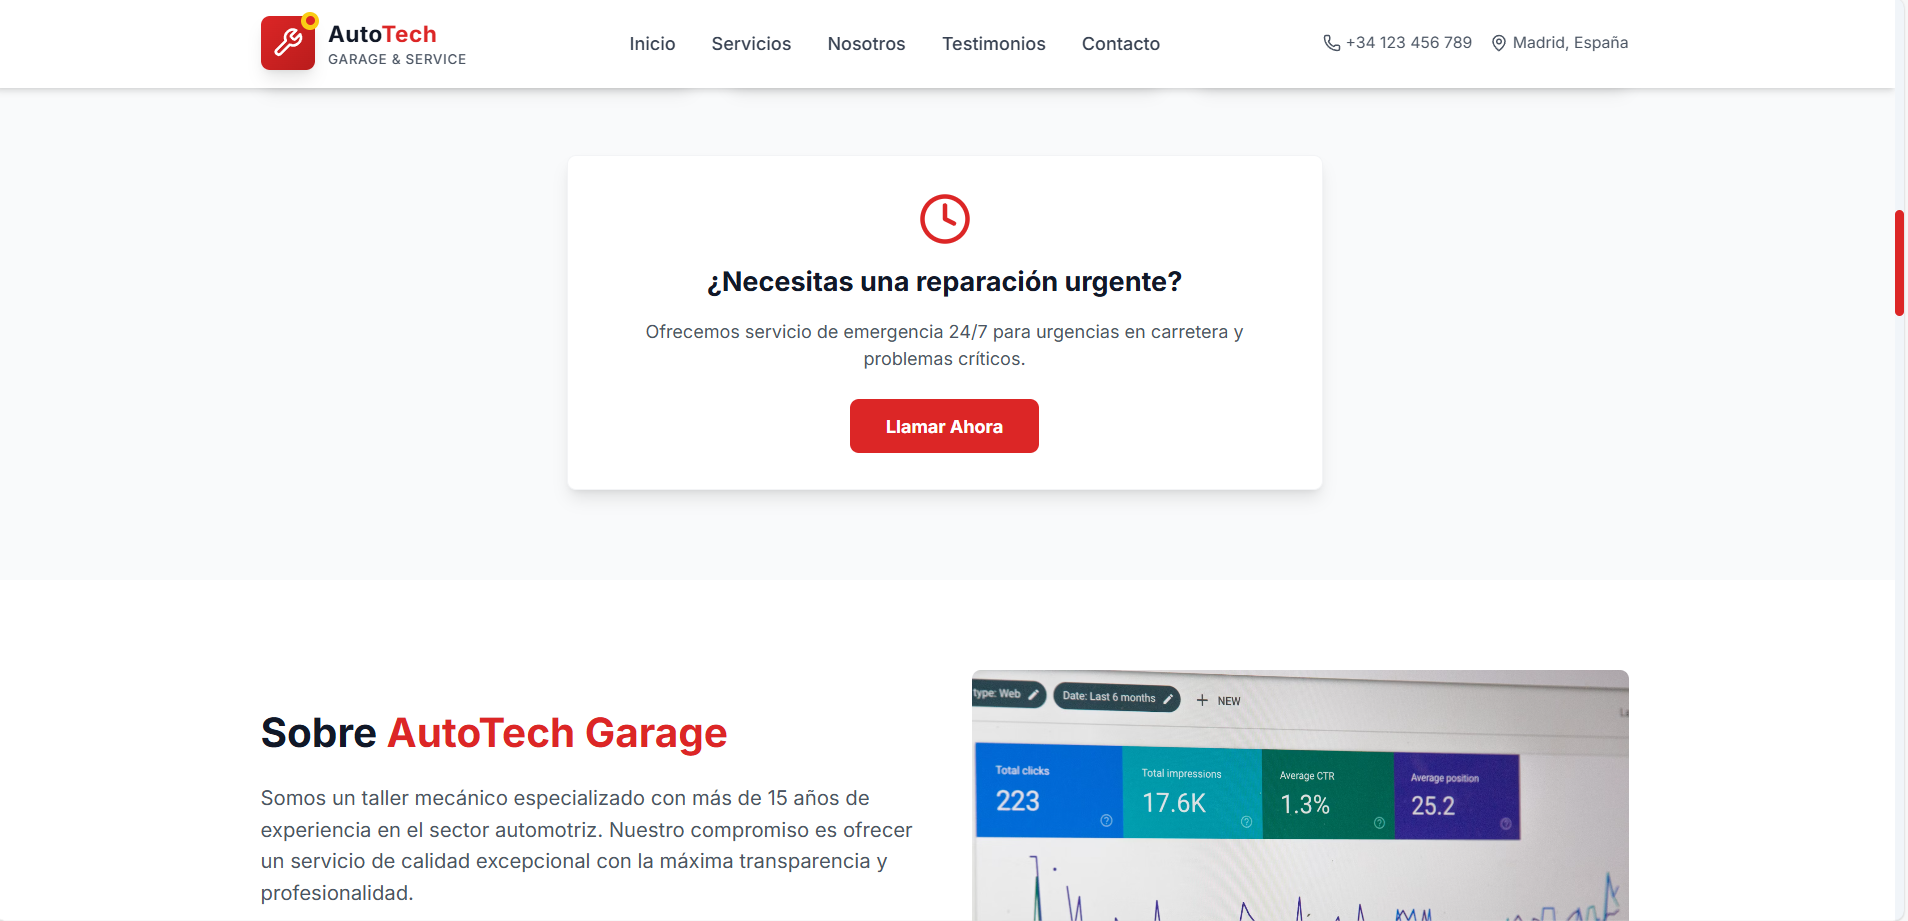 AutoTech
GARAGE & SERVICE
Inicio
Servicios
Nosotros
Testimonios
Contacto
+34 123 456 789
Madrid, España
¿Necesitas una reparación urgente?
Ofrecemos servicio de emergencia 24/7 para urgencias en carretera y
problemas críticos.
Llamar Ahora
Sobre AutoTech Garage
Somos un taller mecánico especializado con más de 15 años de
experiencia en el sector automotriz. Nuestro compromiso es ofrecer
un servicio de calidad excepcional con la máxima transparencia y
profesionalidad.
type: Web
Date: Last 6 months
+ NEW
Total clicks
223
Total impressions
17.6K
Average CTR
1.3%
Average position
25.2